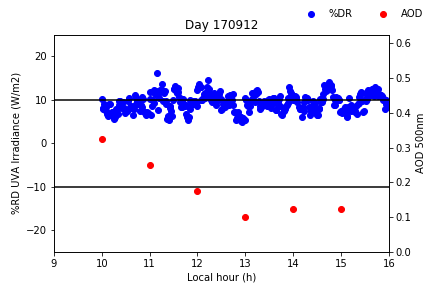 %DR AOD
Day 170912
20
10
0
−10
−20
%RD UVA Irradiance (W/m2)
0.6
0.5
0.4
0.3
0.2
0.1
0.0
AOD 500nm
9 10 11 12 13 14 15 16
Local hour (h)